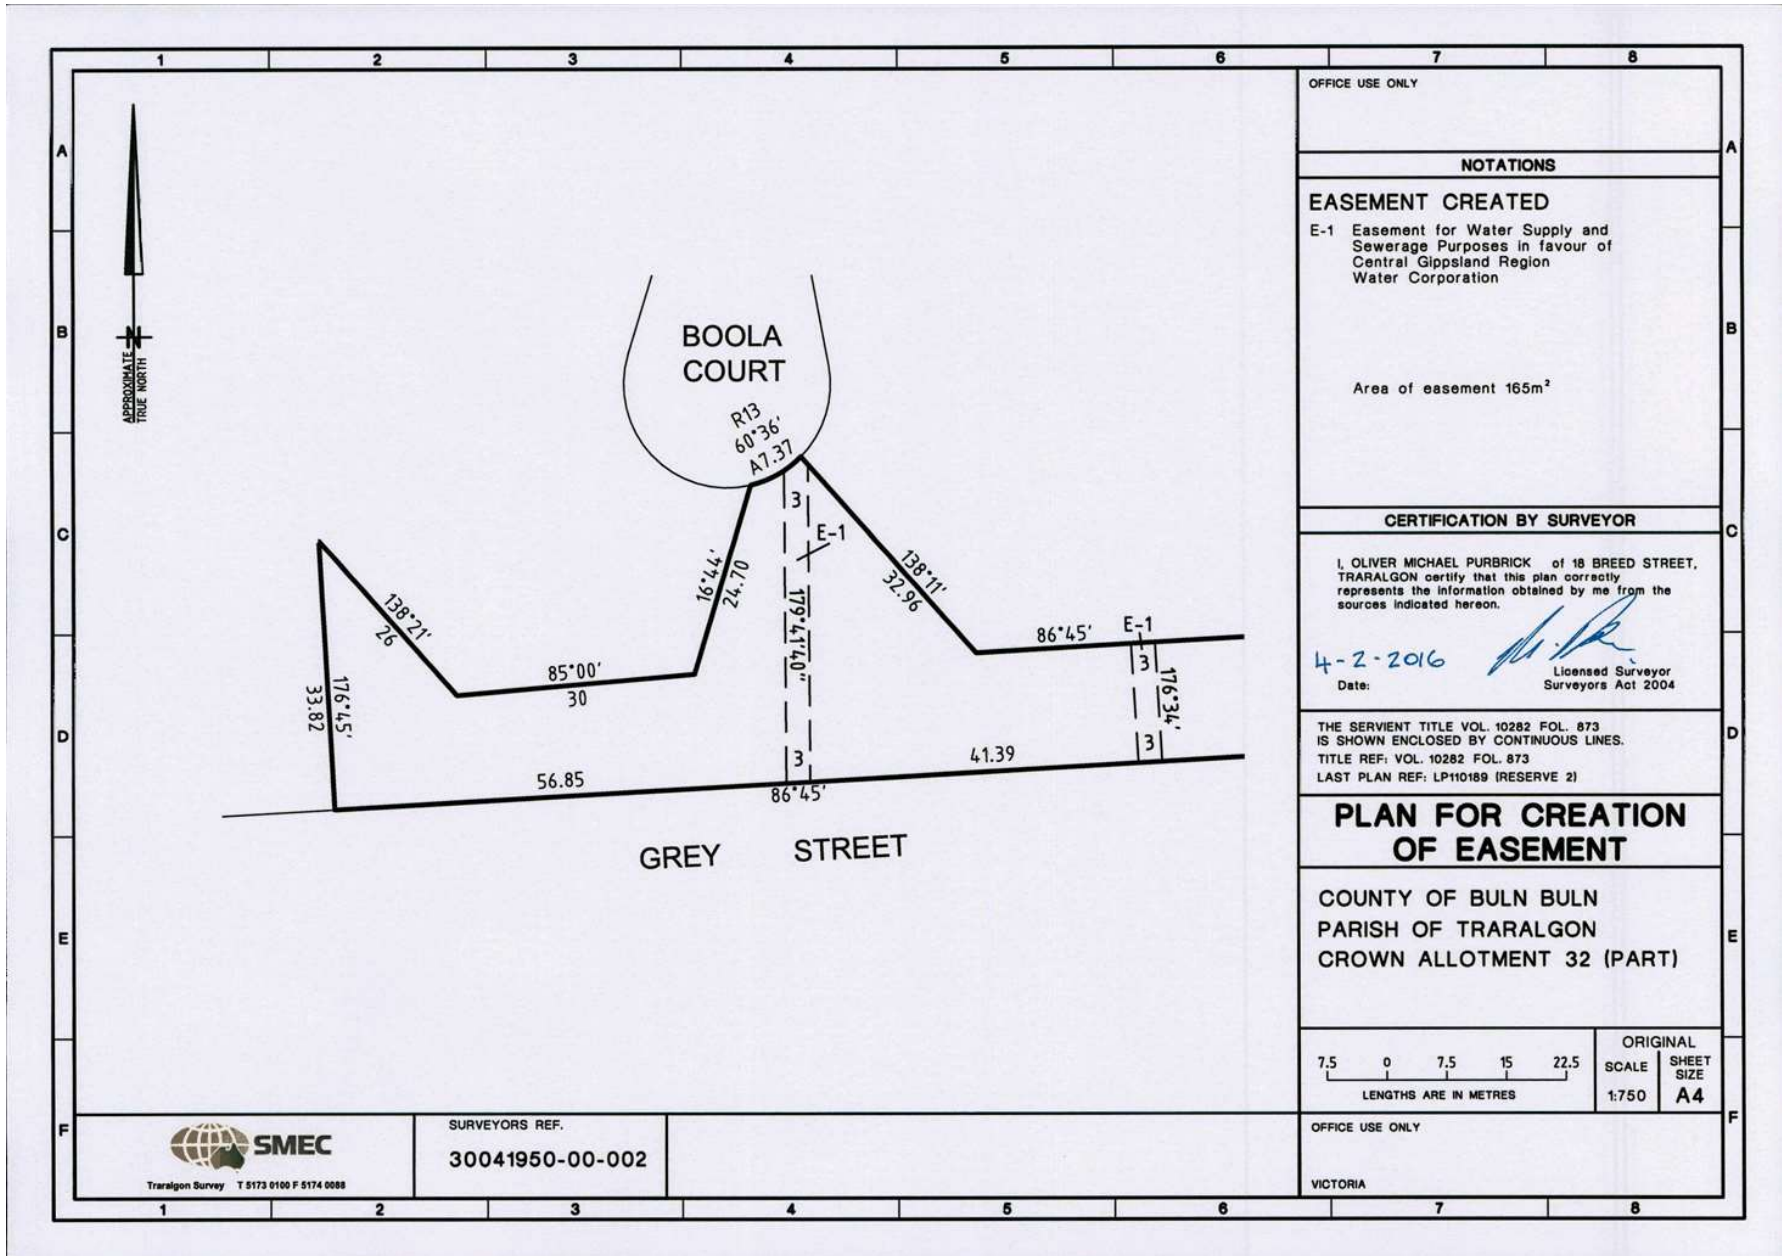 1 2 3 4 5 6 7 8
A
B
C
D
E
F
APPROXIMATE
TRUE NORTH
N
BOOLA
COURT
R13
60°36'
A7.37
3
E-1
16°44'
24.70
179°41'40"
138°11'
32.96
138°21'
26
85°00'
30
176°45'
33.82
86°45'
E-1
3
176°34'
3
3
41.39
56.85
86°45'
GREY STREET
OFFICE USE ONLY
NOTATIONS
EASEMENT CREATED
E-1 Easement for Water Supply and
Sewerage Purposes in favour of
Central Gippsland Region
Water Corporation
Area of easement 165m²
CERTIFICATION BY SURVEYOR
I, OLIVER MICHAEL PURBRICK of 18 BREED STREET,
TRARALGON certify that this plan correctly
represents the information obtained by me from the
sources indicated hereon.
4-2-2016
Date:
Licensed Surveyor
Surveyors Act 2004
THE SERVIENT TITLE VOL. 10282 FOL. 873
IS SHOWN ENCLOSED BY CONTINUOUS LINES.
TITLE REF: VOL. 10282 FOL. 873
LAST PLAN REF: LP110189 (RESERVE 2)
PLAN FOR CREATION
OF EASEMENT
COUNTY OF BULN BULN
PARISH OF TRARALGON
CROWN ALLOTMENT 32 (PART)
7.5 0 7.5 15 22.5
LENGTHS ARE IN METRES
ORIGINAL
SCALE
1:750
SHEET
SIZE
A4
OFFICE USE ONLY
VICTORIA
SMEC
Traralgon Survey T 5173 0100 F 5174 0088
SURVEYORS REF.
30041950-00-002
A
B
C
D
E
F
1 2 3 4 5 6 7 8